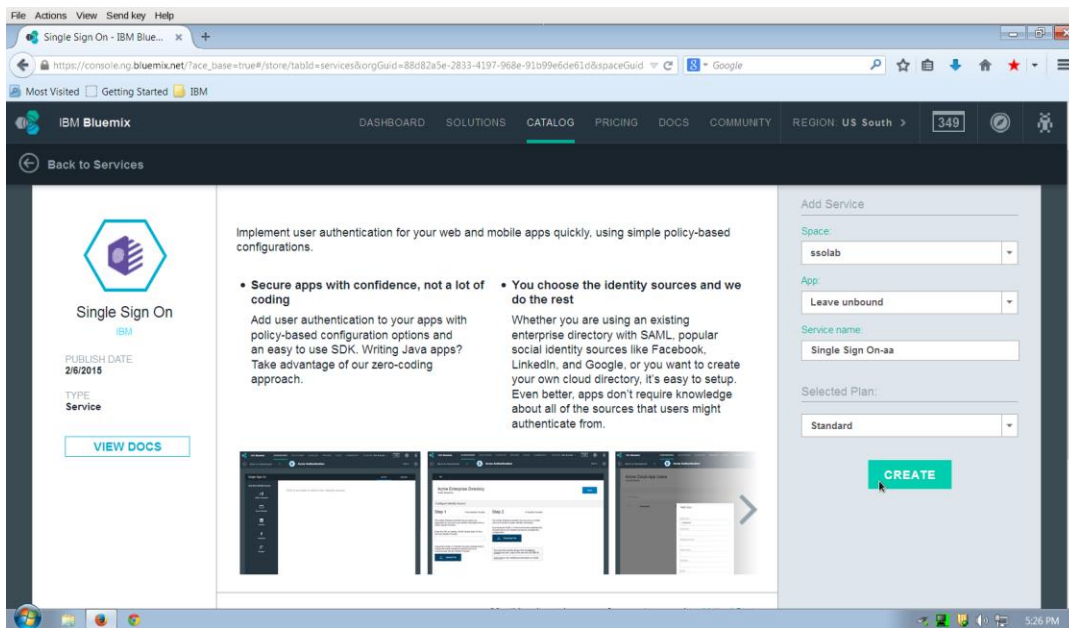 File Actions View Send key Help
Single Sign On - IBM Blue...
https://console.ng.bluemix.net/?ace_base=true#/store/tabId=services&orgGuid=88d82a5e-2833-4197-968e-91b99e6de61d&spaceGuid
Google
Most Visited Getting Started IBM
IBM Bluemix
DASHBOARD SOLUTIONS CATALOG PRICING DOCS COMMUNITY
REGION: US South >
349
Back to Services
Single Sign On
IBM
PUBLISH DATE
2/6/2015
TYPE
Service
VIEW DOCS
Implement user authentication for your web and mobile apps quickly, using simple policy-based
configurations.
• Secure apps with confidence, not a lot of
coding
Add user authentication to your apps with
policy-based configuration options and
an easy to use SDK. Writing Java apps?
Take advantage of our zero-coding
approach.
• You choose the identity sources and we
do the rest
Whether you are using an existing
enterprise directory with SAML, popular
social identity sources like Facebook,
LinkedIn, and Google, or you want to create
your own cloud directory, it's easy to setup.
Even better, apps don't require knowledge
about all of the sources that users might
authenticate from.
Step 1
Step 2
Add Service
Space:
ssolab
App:
Leave unbound
Service name:
Single Sign On-aa
Selected Plan:
Standard
CREATE
5:26 PM